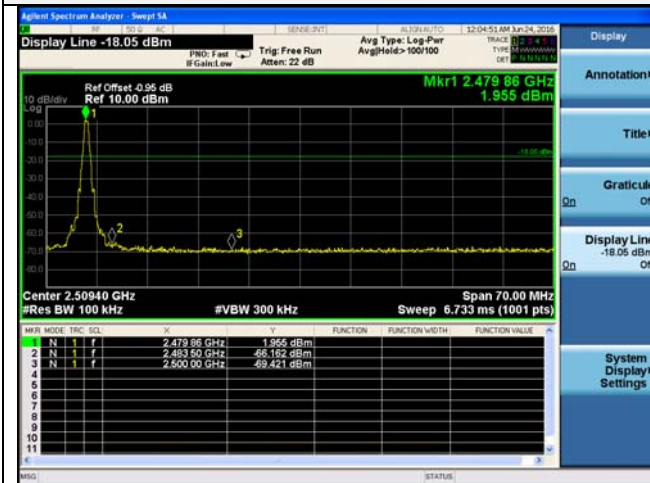 Agilent Spectrum Analyzer - Swept SA
RF 50 Ω AC SENSE:INT ALIGN AUTO 12:04:51 AM Jun 24, 2016
Display Line -18.05 dBm
PNO: Fast Trig: Free Run Avg Type: Log-Pwr TRACE 1 2 3 4 5 6
IFGain:Low Atten: 22 dB Avg|Hold:> 100/100 TYPE M
DET P N N N N N
Mkr1 2.479 86 GHz
1.955 dBm
Ref Offset -0.95 dB
10 dB/div Ref 10.00 dBm
Log
0.00
-10.0
-20.0
-30.0
-40.0
-50.0
-60.0
-70.0
-80.0
1
2
3
-18.05 dBm
Center 2.50940 GHz Span 70.00 MHz
#Res BW 100 kHz #VBW 300 kHz Sweep 6.733 ms (1001 pts)
MKR MODE TRC SCL X Y FUNCTION FUNCTION WIDTH FUNCTION VALUE
1 N 1 f 2.479 86 GHz 1.955 dBm
2 N 1 f 2.483 50 GHz -66.162 dBm
3 N 1 f 2.500 00 GHz -69.421 dBm
4
5
6
7
8
9
10
11
MSG STATUS
Display
Annotation
Title
Graticule
On Of
Display Line
-18.05 dBm
On Of
System
Display
Settings